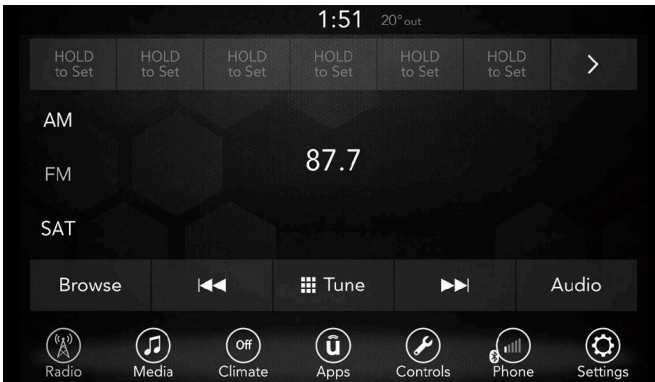 1:51 20° out
HOLD HOLD HOLD HOLD HOLD HOLD
to Set to Set to Set to Set to Set to Set
AM
87.7
FM
SAT
Browse Tune Audio
Off ū
Radio Media Climate Apps Controls Phone Settings